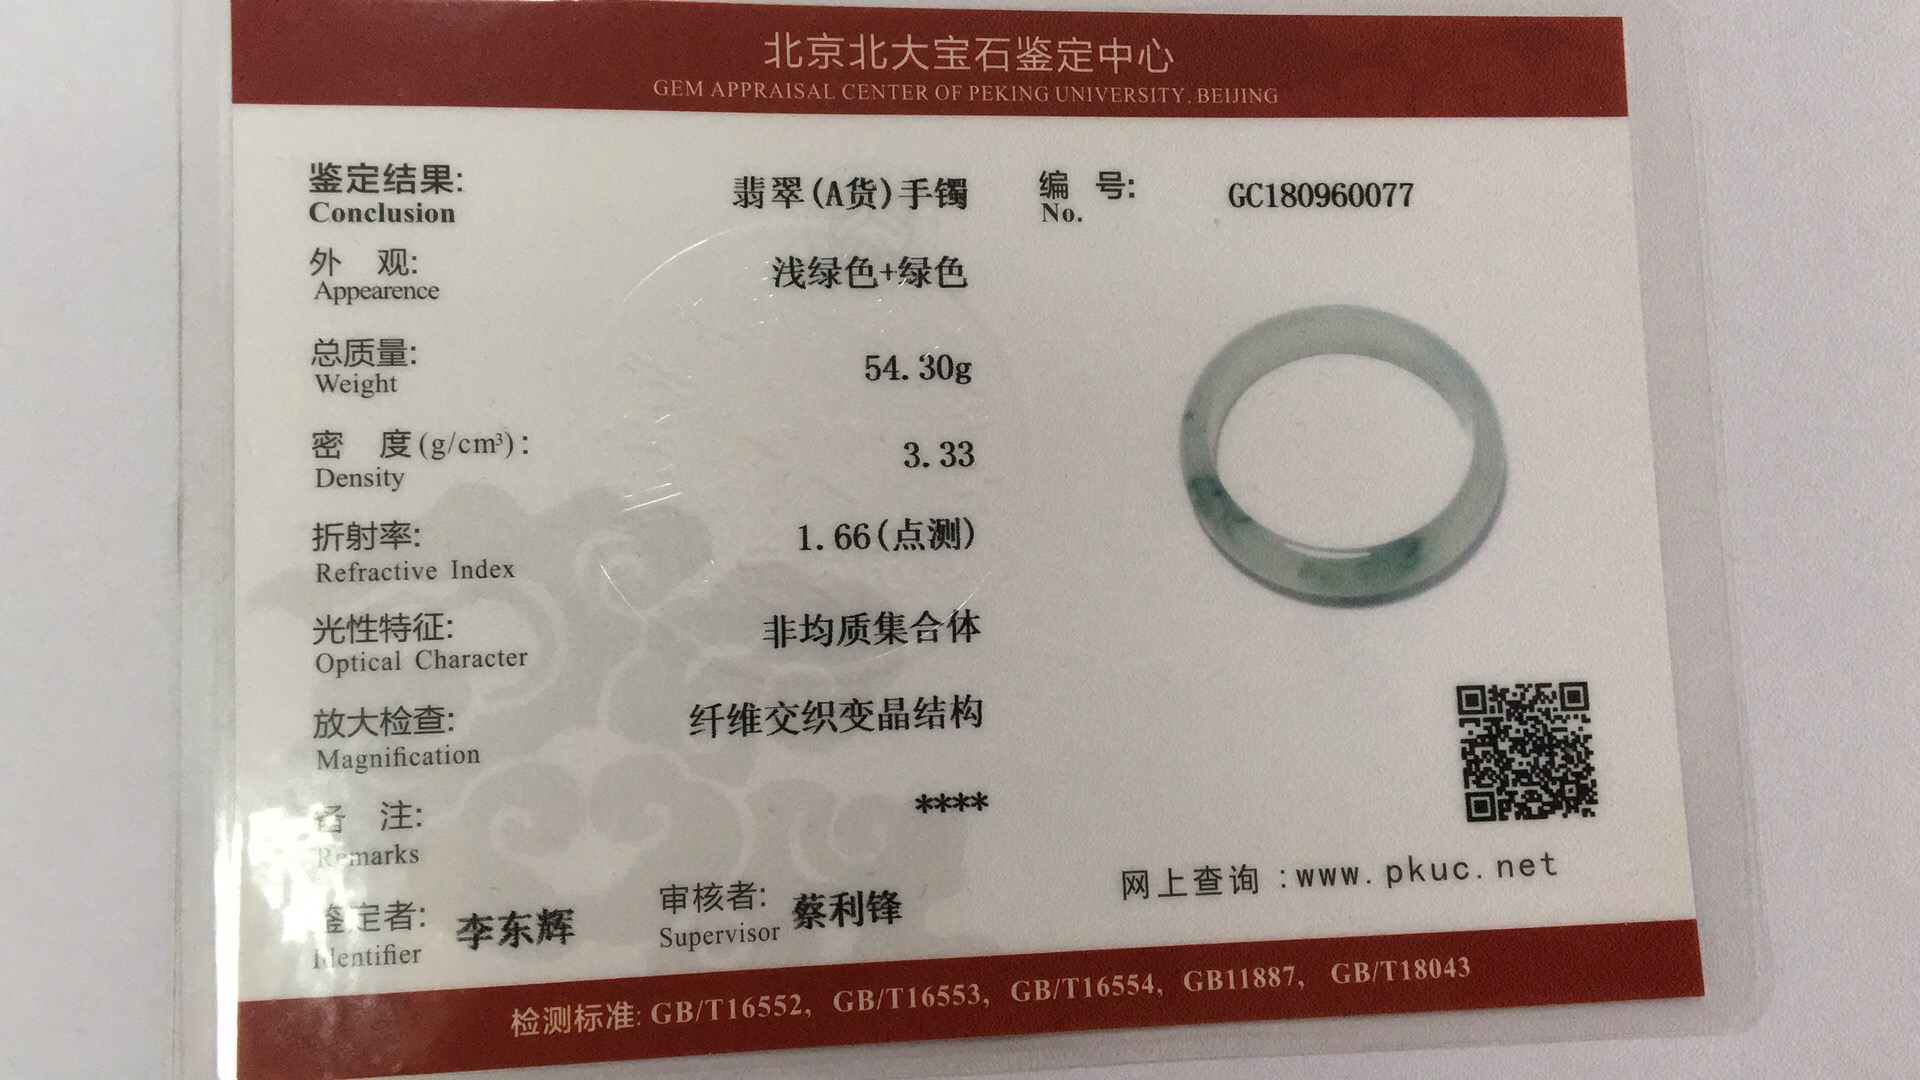 北京北大宝石鉴定中心
GEM APPRAISAL CENTER OF PEKING UNIVERSITY, BEIJING
鉴定结果: 翡翠(A货)手镯 编 号: GC180960077
Conclusion No.
外 观: 浅绿色+绿色
Appearence
总质量: 54.30g
Weight
密 度(g/cm³): 3.33
Density
折射率: 1.66(点测)
Refractive Index
光性特征: 非均质集合体
Optical Character
放大检查: 纤维交织变晶结构
Magnification
备 注: ****
Remarks
网上查询 :www.pkuc.net
鉴定者: 李东辉 审核者: 蔡利锋
Identifier Supervisor
检测标准: GB/T16552, GB/T16553, GB/T16554, GB11887, GB/T18043